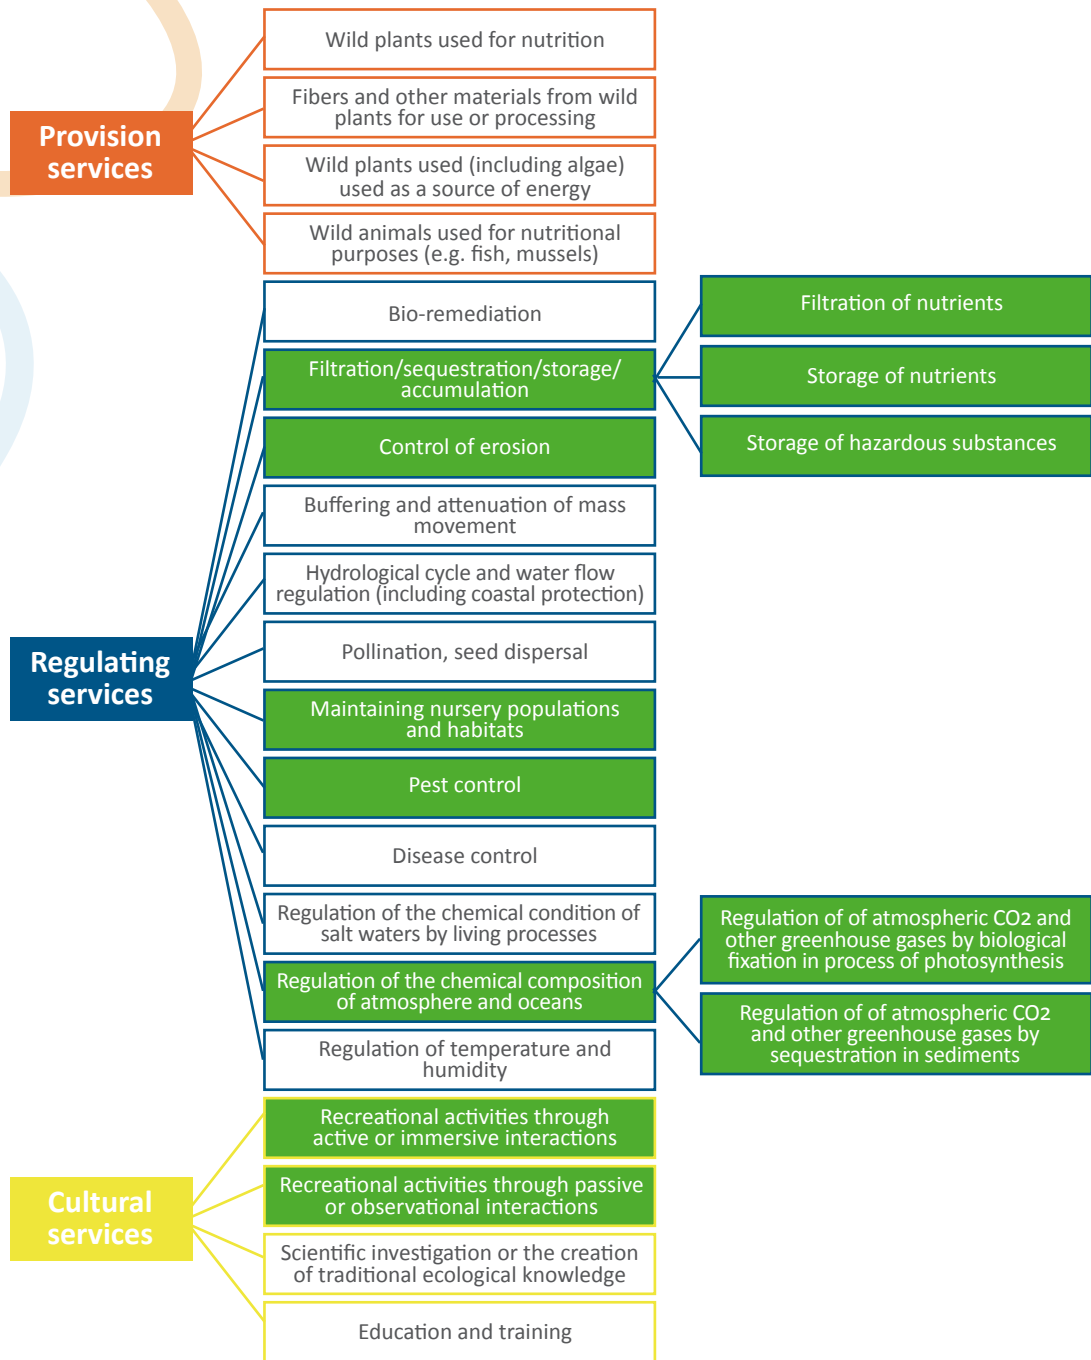 Provision
services
Wild plants used for nutrition
Fibers and other materials from wild
plants for use or processing
Wild plants used (including algae)
used as a source of energy
Wild animals used for nutritional
purposes (e.g. fish, mussels)
Regulating
services
Bio-remediation
Filtration/sequestration/storage/
accumulation
Filtration of nutrients
Storage of nutrients
Storage of hazardous substances
Control of erosion
Buffering and attenuation of mass
movement
Hydrological cycle and water flow
regulation (including coastal protection)
Pollination, seed dispersal
Maintaining nursery populations
and habitats
Pest control
Disease control
Regulation of the chemical condition of
salt waters by living processes
Regulation of the chemical composition
of atmosphere and oceans
Regulation of of atmospheric CO2 and
other greenhouse gases by biological
fixation in process of photosynthesis
Regulation of of atmospheric CO2
and other greenhouse gases by
sequestration in sediments
Regulation of temperature and
humidity
Cultural
services
Recreational activities through
active or immersive interactions
Recreational activities through passive
or observational interactions
Scientific investigation or the creation
of traditional ecological knowledge
Education and training